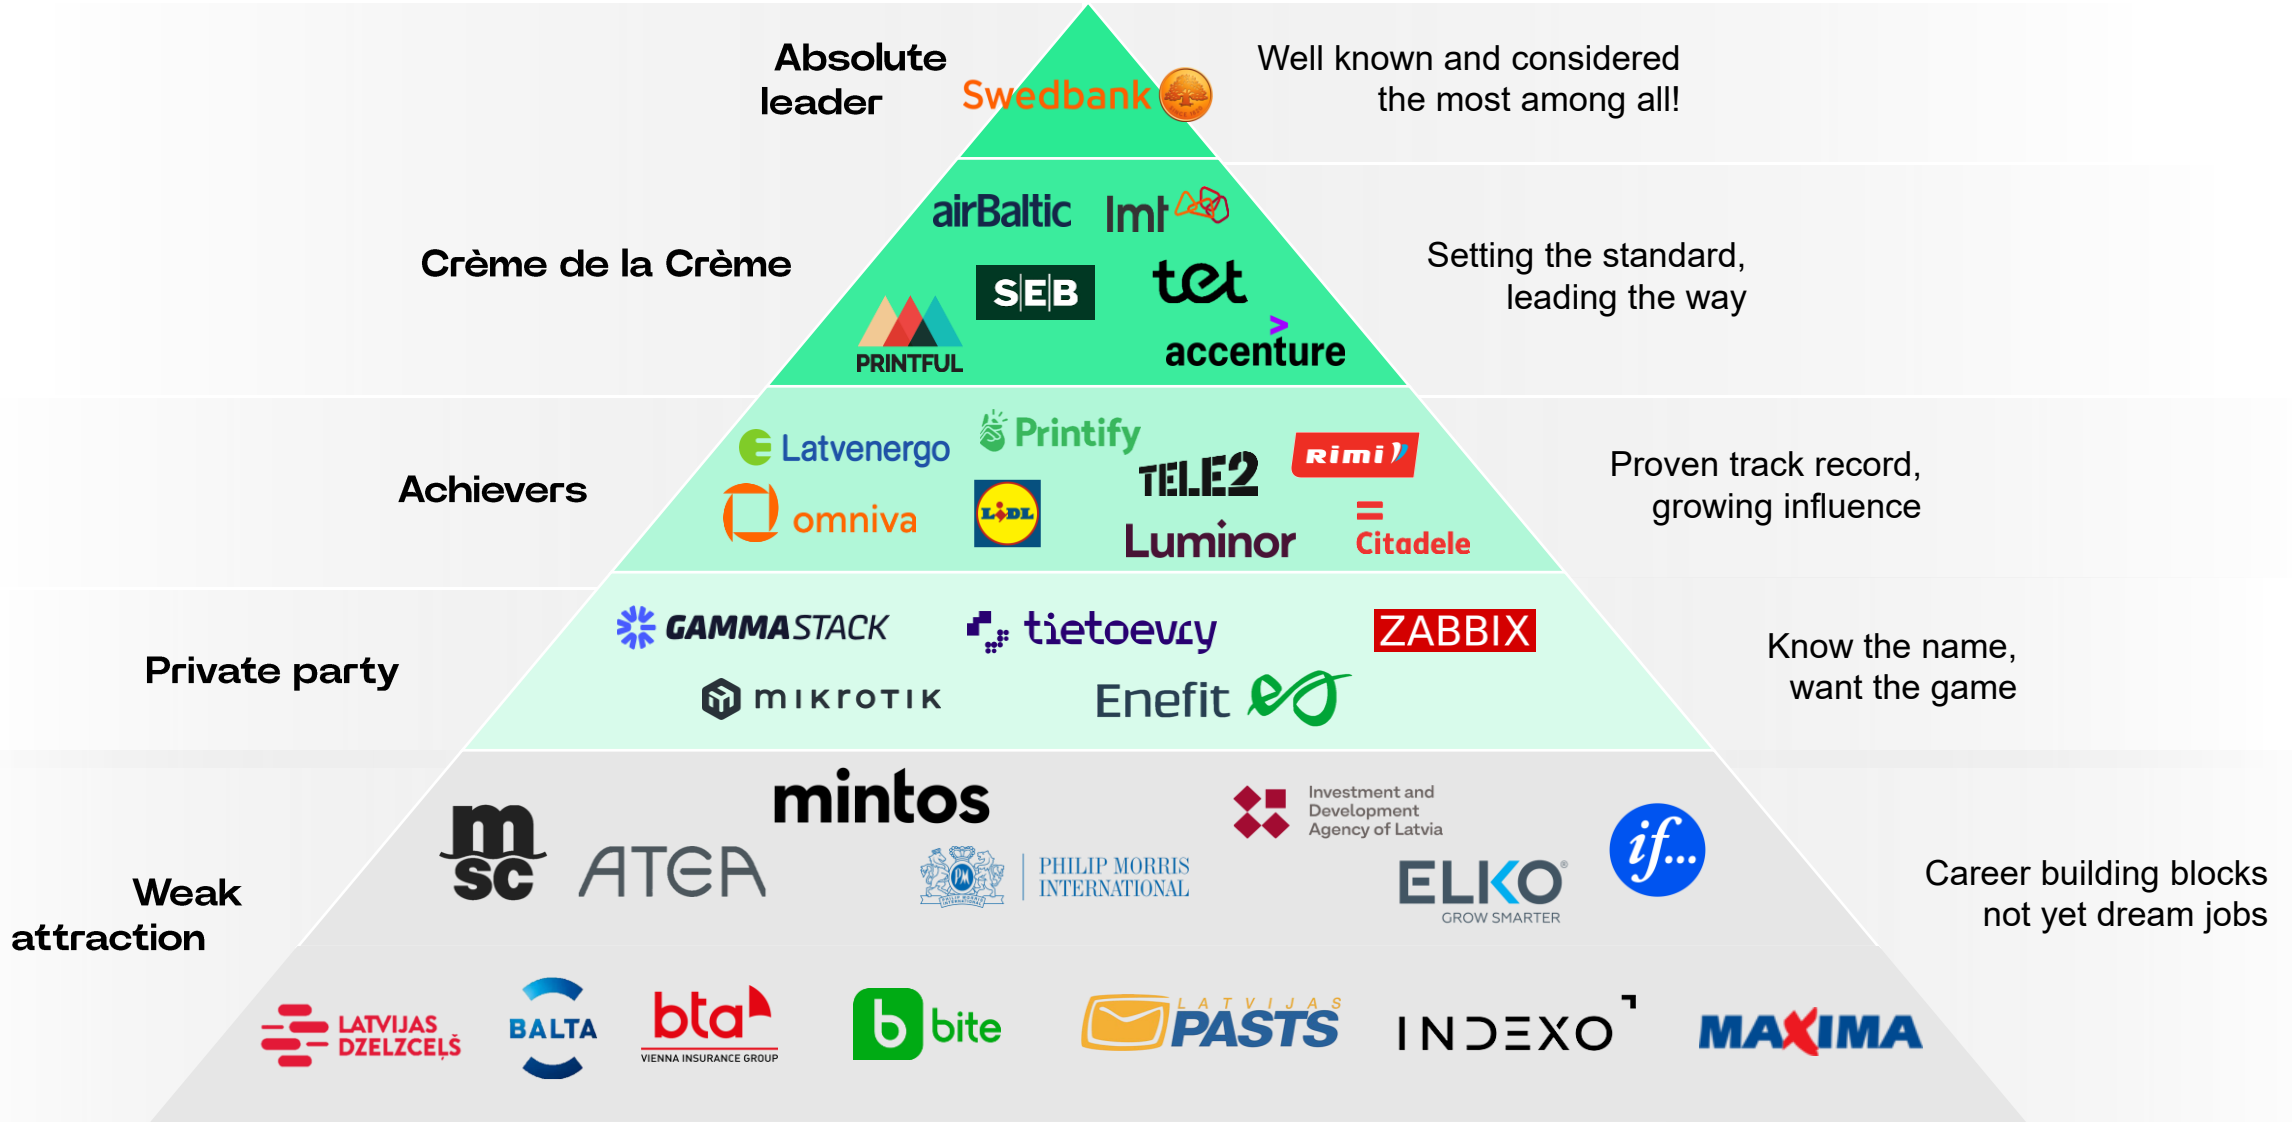 Absolute
leader
Swedbank
Well known and considered
the most among all!
Crème de la Crème
airBaltic
lmt
SEB
tet
PRINTFUL
accenture
Setting the standard,
leading the way
Achievers
Latvenergo
Printify
TELE2
Rimi
omniva
LIDL
Luminor
Citadele
Proven track record,
growing influence
Private party
GAMMASTACK
tietoevry
ZABBIX
mikrotik
Enefit
Know the name,
want the game
Weak
attraction
msc
mintos
ATEA
PHILIP MORRIS
INTERNATIONAL
Investment and
Development
Agency of Latvia
ELKO
GROW SMARTER
if...
Career building blocks
not yet dream jobs
LATVIJAS
DZELZCEĻŠ
BALTA
bta
VIENNA INSURANCE GROUP
b bite
LATVIJAS
PASTS
INDEXO
MAXIMA